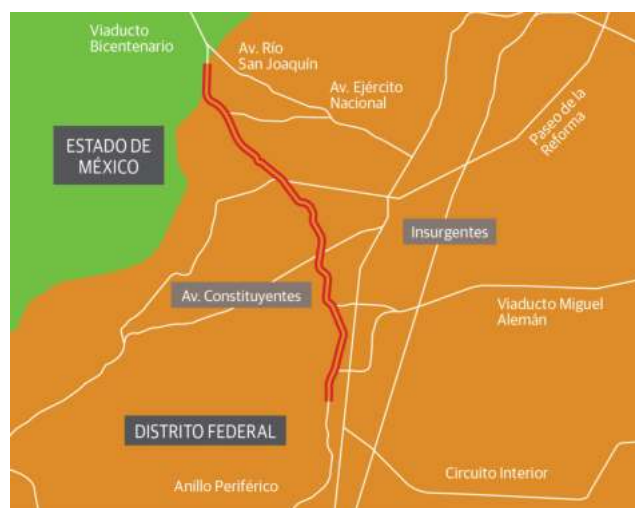 Viaducto
Bicentenario
Av. Río
San Joaquín
Av. Ejército
Nacional
Paseo de la
Reforma
ESTADO DE
MÉXICO
Insurgentes
Av. Constituyentes
Viaducto Miguel
Alemán
DISTRITO FEDERAL
Circuito Interior
Anillo Periférico